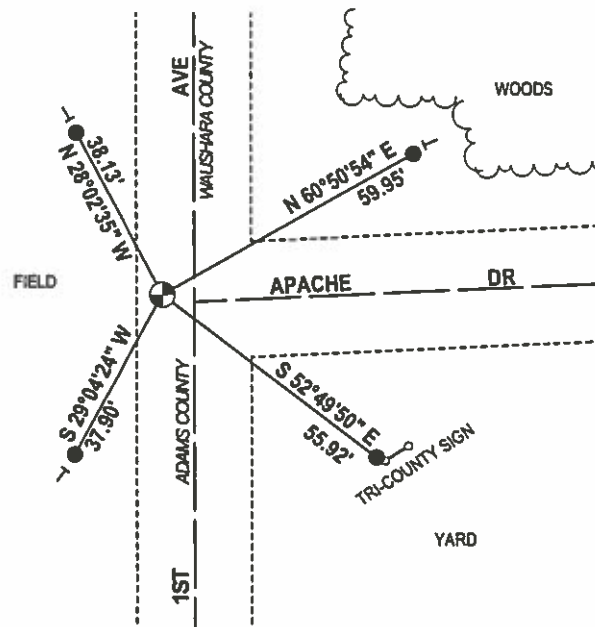 WOODS
AVE
WAUSHARA COUNTY
38.13'
N 28°02'35" W
N 60°50'54" E
59.95'
FIELD
APACHE DR
S 29°04'24" W
37.90'
ADAMS COUNTY
S 52°49'50" E
55.92'
TRI-COUNTY SIGN
YARD
1ST